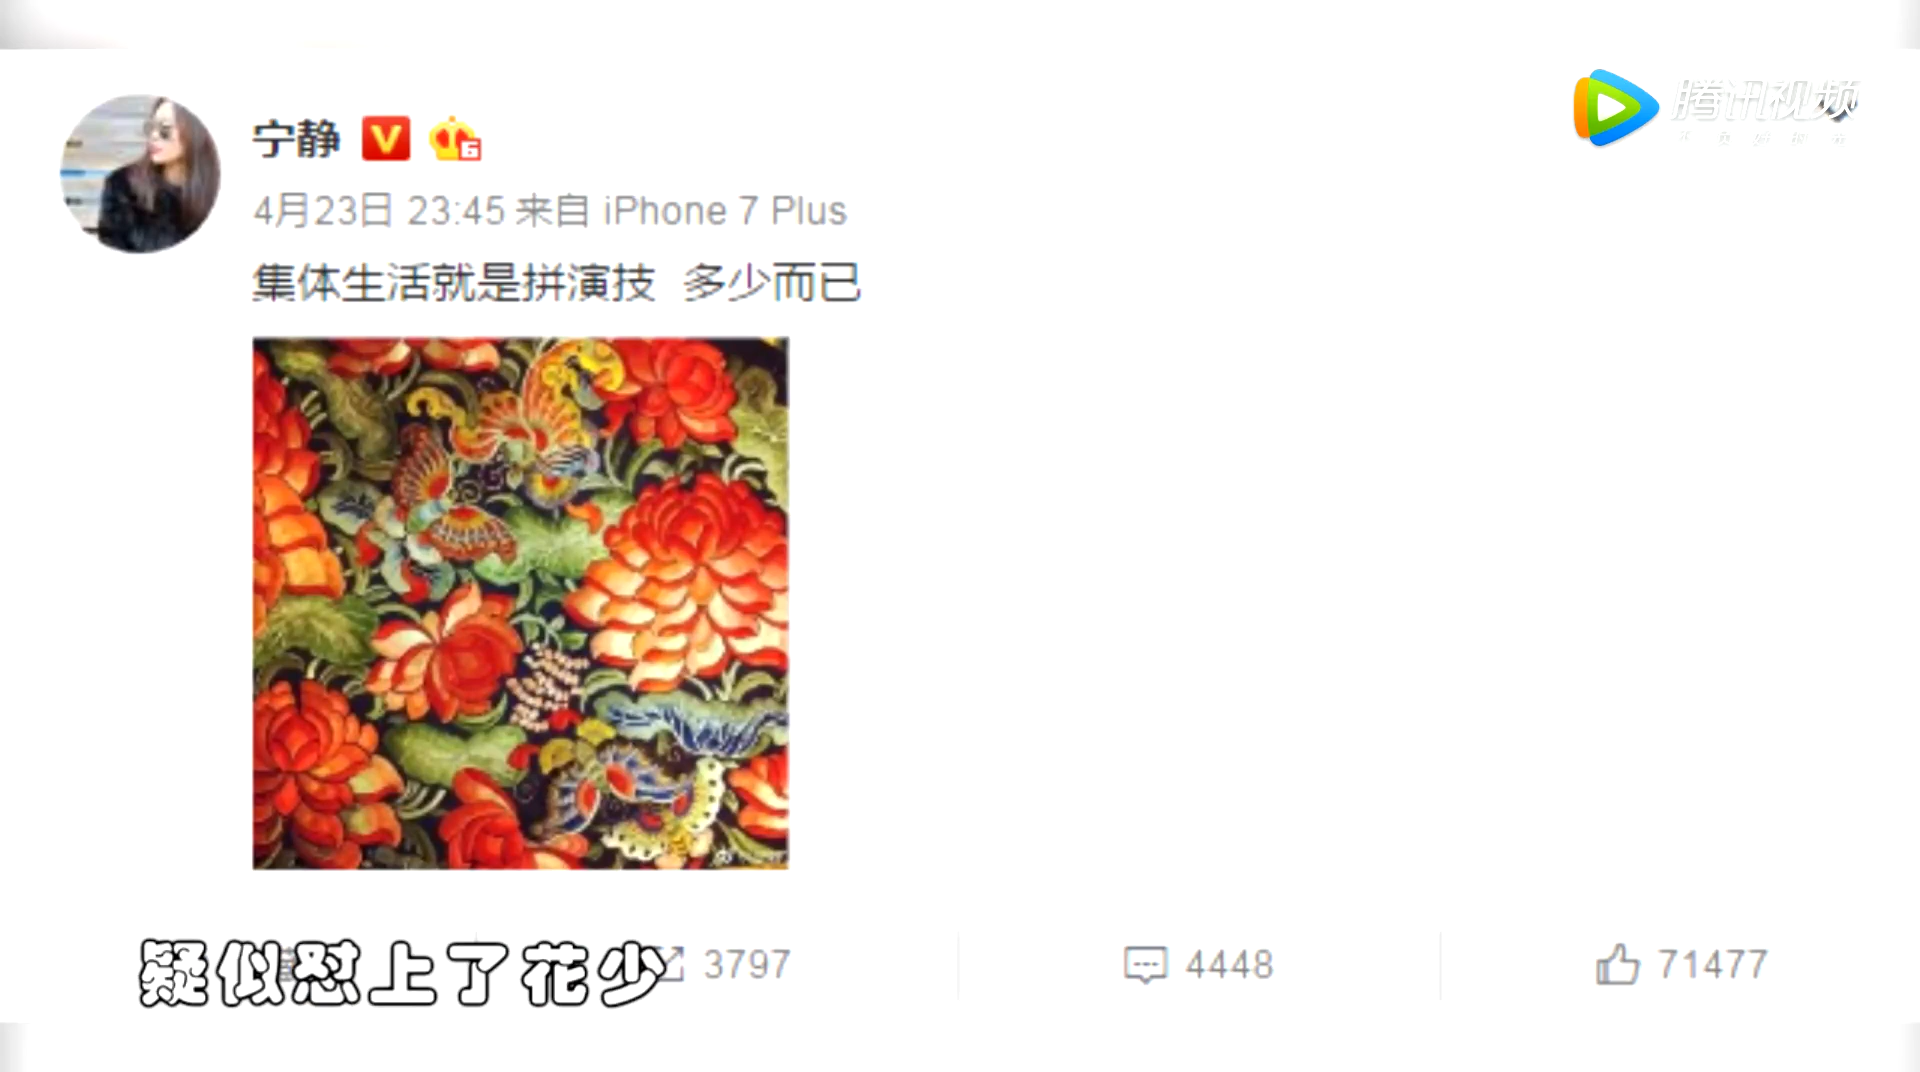 腾讯视频
宁静
4月23日 23:45 来自 iPhone 7 Plus
集体生活就是拼演技 多少而已
疑似怼上了花少
3797
4448
71477